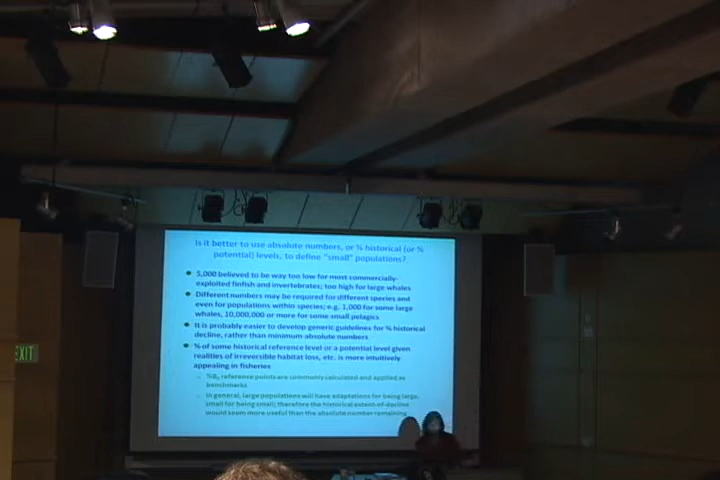 Is it better to use absolute numbers, or % historical (or %
potential) levels, to define "small" populations?
5,000 believed to be way too low for most commercially-
exploited finfish and invertebrates; too high for large whales
Different numbers may be required for different species and
even for populations within species; e.g. 1,000 for some large
whales, 10,000,000 or more for some small pelagics
It is probably easier to develop generic guidelines for % historical
decline, rather than minimum absolute numbers
% of some historical reference level or a potential level given
realities of irreversible habitat loss, etc. is more intuitively
appealing in fisheries
%B₀ reference points are commonly calculated and applied as
benchmarks
In general, large populations will have adaptations for being large,
small for being small; therefore the historical extent of decline
would seem more useful than the absolute number remaining
EXIT